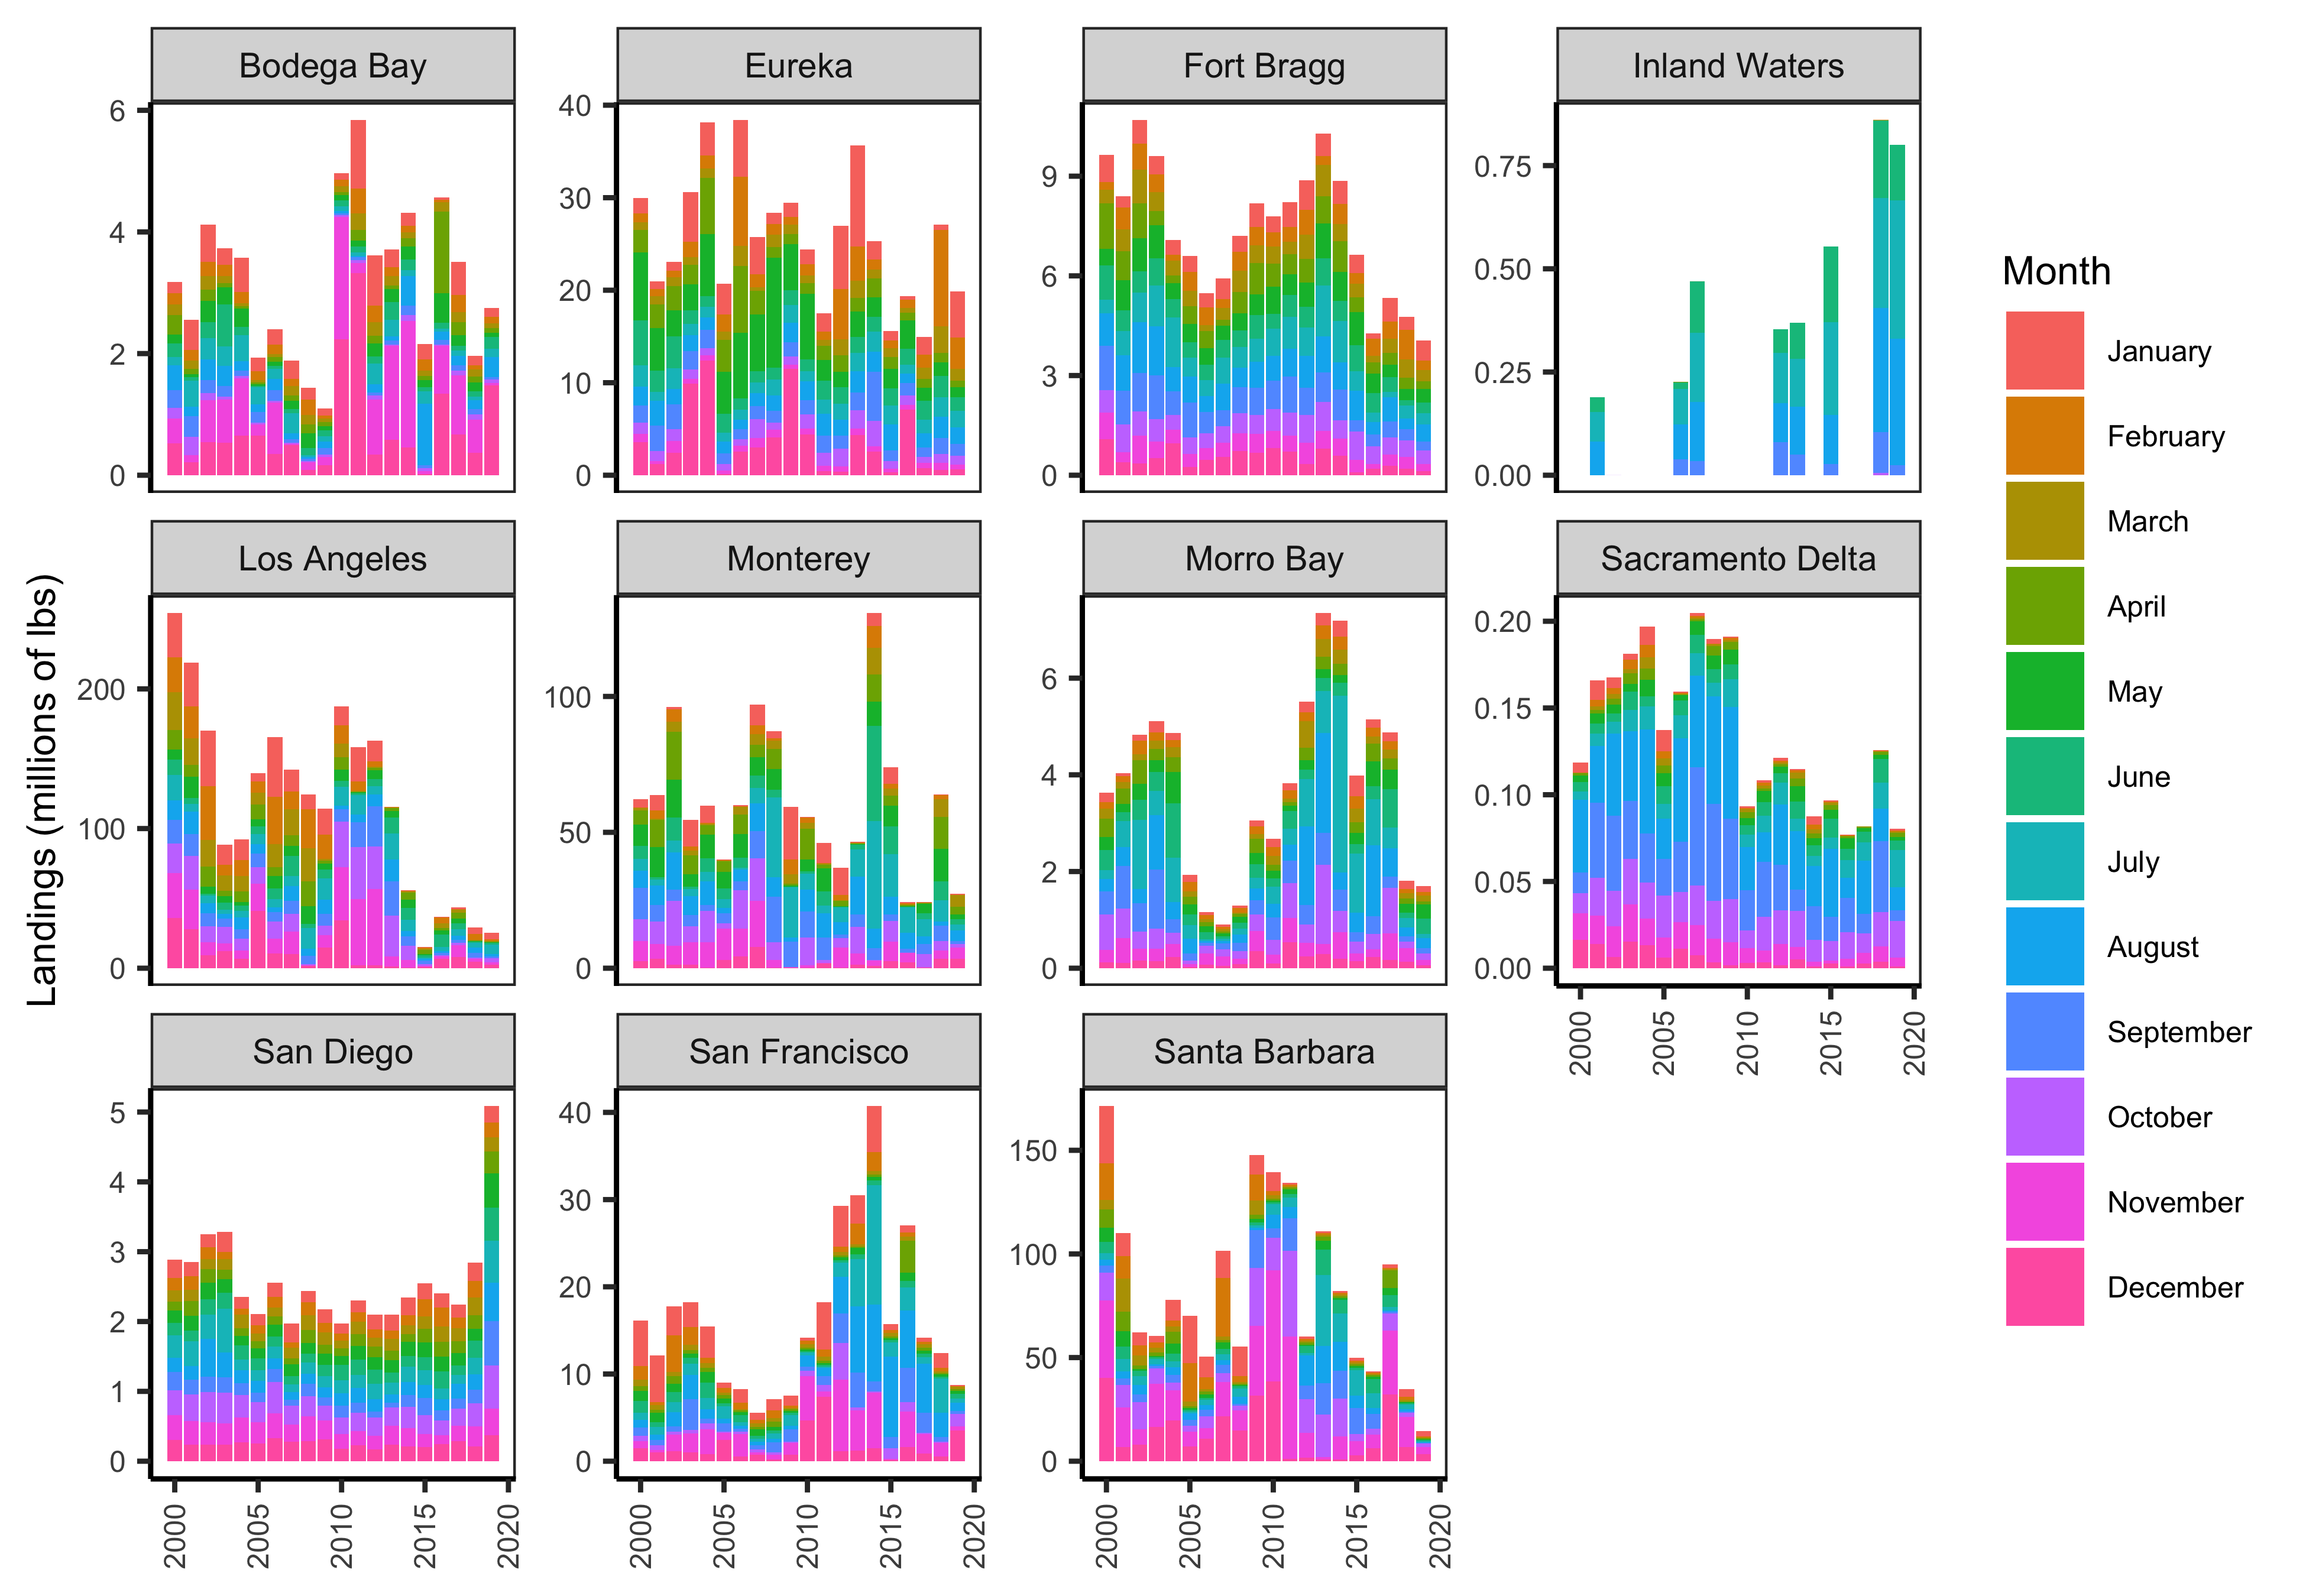 Bodega Bay
Eureka
Fort Bragg
Inland Waters
6
4
2
0
40
30
20
10
0
9
6
3
0
0.75
0.50
0.25
0.00
Los Angeles
Monterey
Morro Bay
Sacramento Delta
200
100
0
100
50
0
6
4
2
0
0.20
0.15
0.10
0.05
0.00
2000
2005
2010
2015
2020
San Diego
San Francisco
Santa Barbara
5
4
3
2
1
0
40
30
20
10
0
150
100
50
0
2000
2005
2010
2015
2020
2000
2005
2010
2015
2020
2000
2005
2010
2015
2020
Landings (millions of lbs)
Month
January
February
March
April
May
June
July
August
September
October
November
December